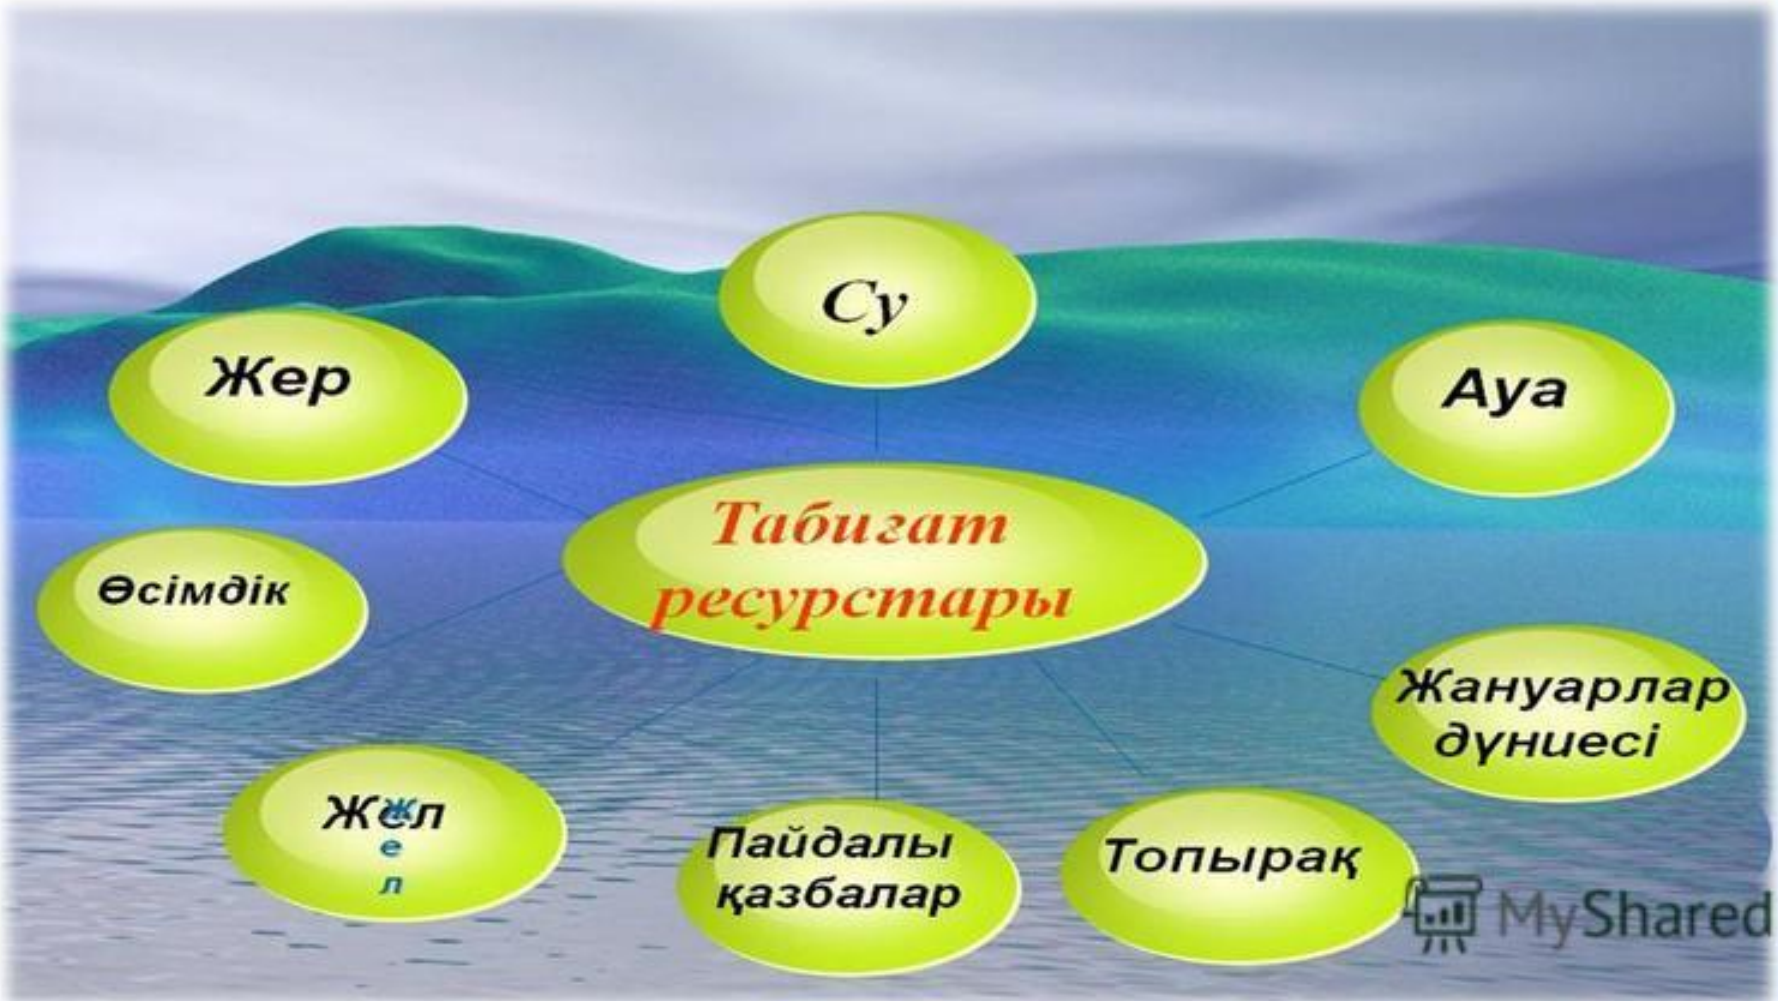 Су
Жер
Ауа
Табиғат
ресурстары
Өсімдік
Жануарлар
дүниесі
Жел
Ж
е
л
Пайдалы
қазбалар
Топырақ
MyShared